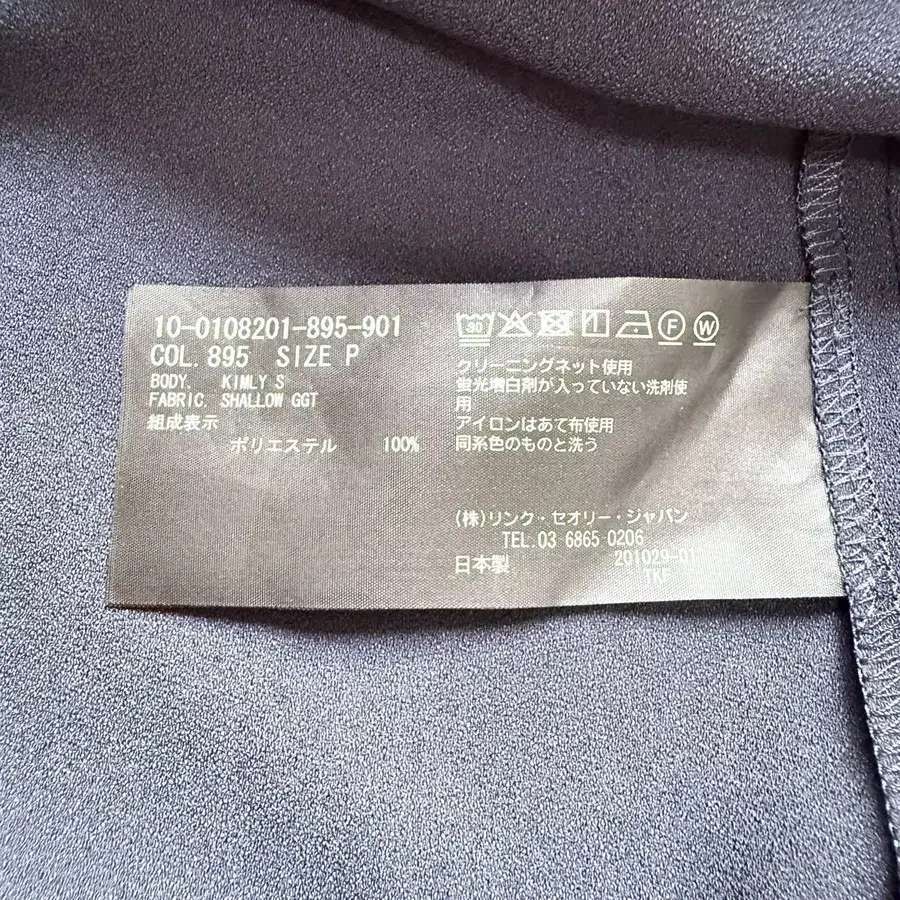 10-0108201-895-901
COL. 895 SIZE P
BODY. KIMLY S
FABRIC. SHALLOW GGT
組成表示
ポリエステル 100%
30
F W
クリーニングネット使用
蛍光増白剤が入っていない洗剤使
用
アイロンはあて布使用
同系色のものと洗う
(株)リンク・セオリー・ジャパン
TEL.03 6865 0206
日本製 201029-01
TKF